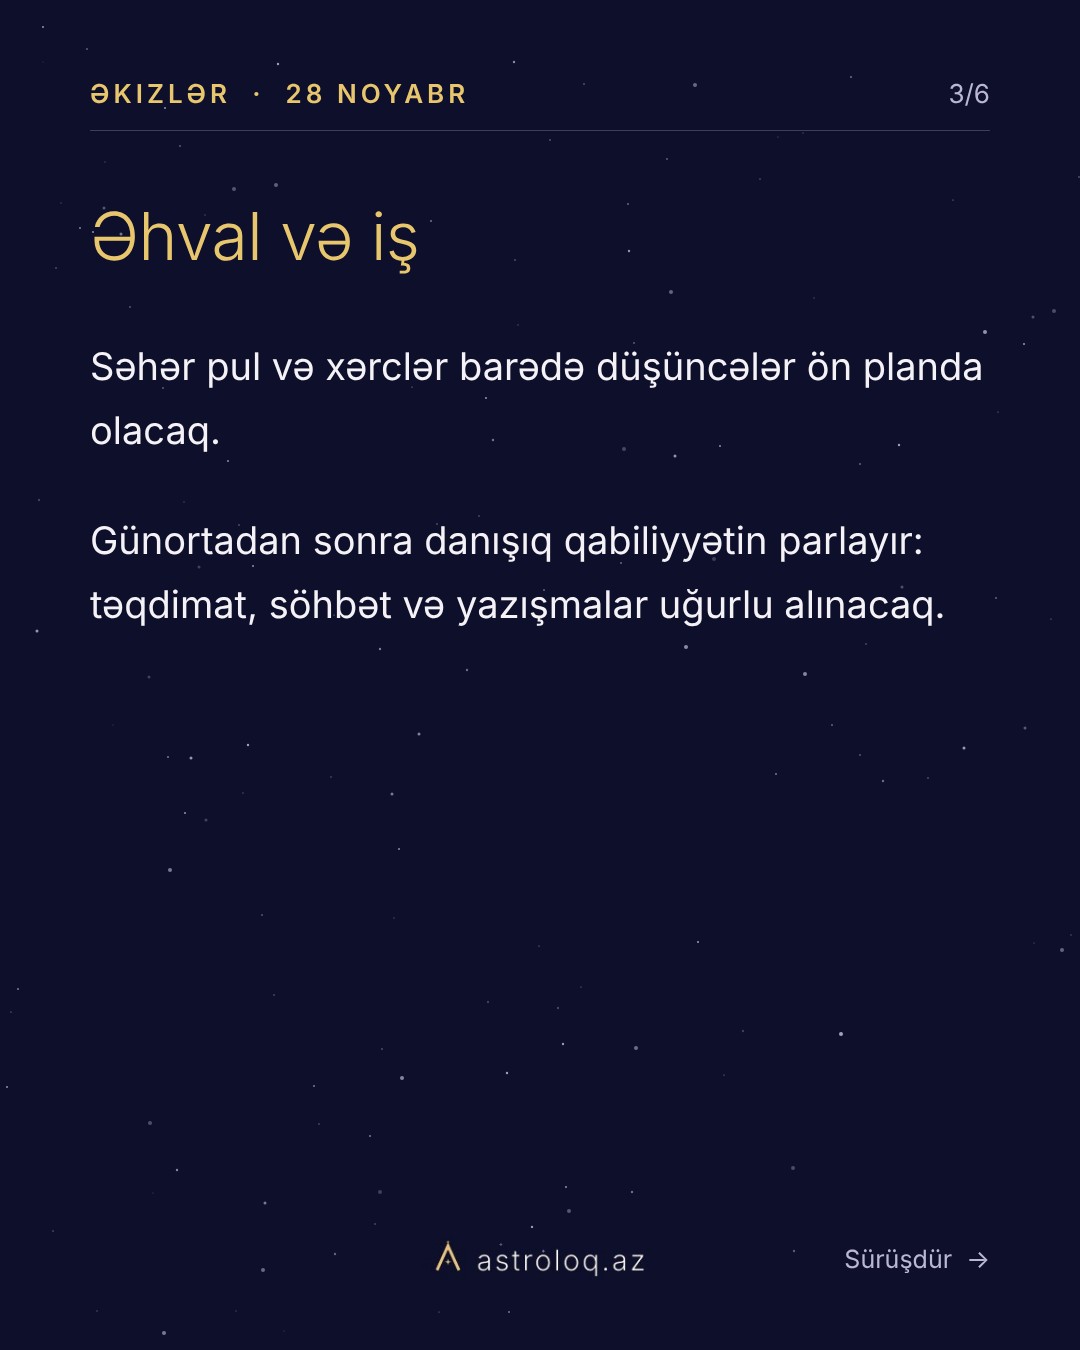 ƏKIZLƏR · 28 NOYABR
3/6
Əhval və iş
Səhər pul və xərclər barədə düşüncələr ön planda
olacaq.
Günortadan sonra danışıq qabiliyyətin parlayır:
təqdimat, söhbət və yazışmalar uğurlu alınacaq.
astroloq.az
Sürüşdür →